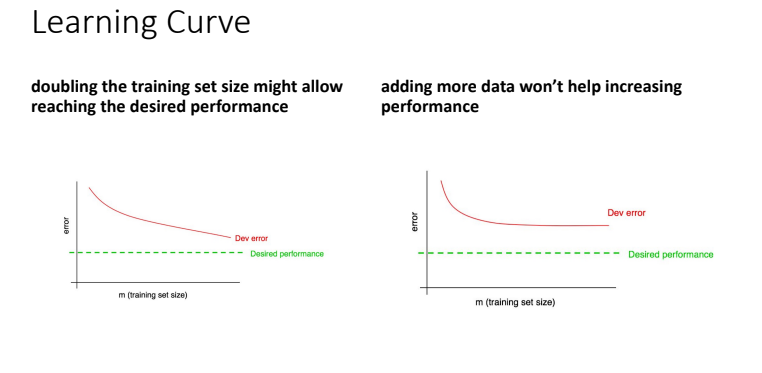 Learning Curve
doubling the training set size might allow
reaching the desired performance
error
Dev error
Desired performance
m (training set size)
adding more data won’t help increasing
performance
error
Dev error
Desired performance
m (training set size)